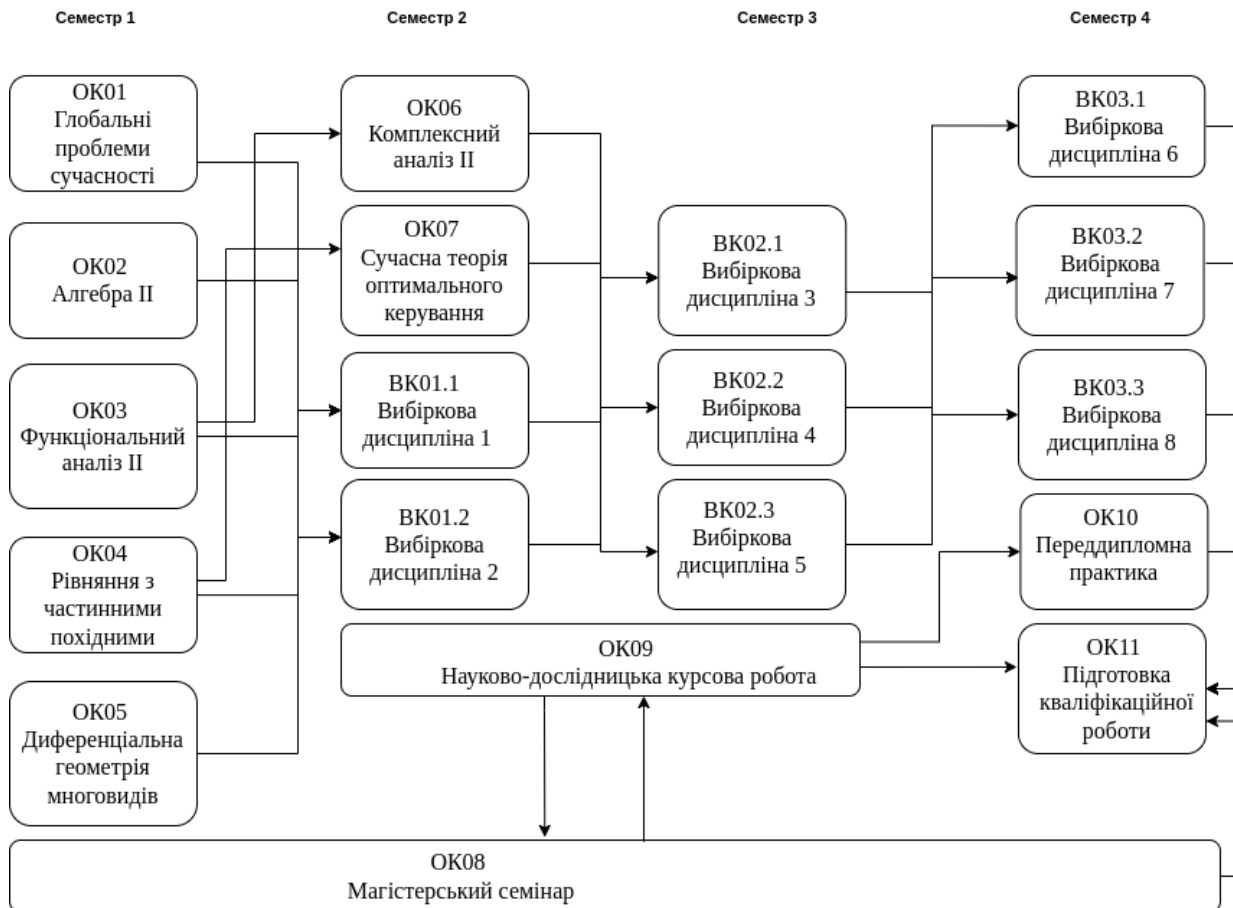 Семестр 1
Семестр 2
Семестр 3
Семестр 4
ОК01
Глобальні
проблеми
сучасності
ОК02
Алгебра ІІ
ОК03
Функціональний
аналіз ІІ
ОК04
Рівняння з
частинними
похідними
ОК05
Диференціальна
геометрія
многовидів
ОК06
Комплексний
аналіз ІІ
ОК07
Сучасна теорія
оптимального
керування
ВК01.1
Вибіркова
дисципліна 1
ВК01.2
Вибіркова
дисципліна 2
ВК02.1
Вибіркова
дисципліна 3
ВК02.2
Вибіркова
дисципліна 4
ВК02.3
Вибіркова
дисципліна 5
ВК03.1
Вибіркова
дисципліна 6
ВК03.2
Вибіркова
дисципліна 7
ВК03.3
Вибіркова
дисципліна 8
ОК10
Переддипломна
практика
ОК11
Підготовка
кваліфікаційної
роботи
ОК09
Науково-дослідницька курсова робота
ОК08
Магістерський семінар